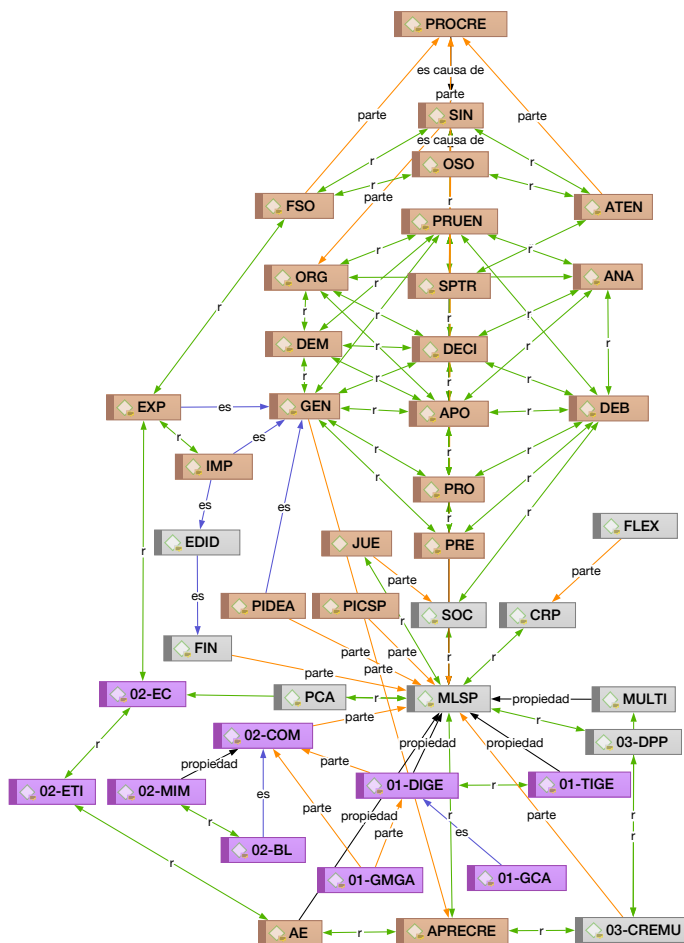 PROCRE
es causa de
parte
parte
parte
SIN
es causa de
r
r
OSO
r
r
parte
FSO
r
ATEN
PRUEN
r
r
r
ORG
SPTR
ANA
r
r
r
r
r
r
r
DEM
r
DECI
r
r
r
r
r
r
r
EXP
es
GEN
r
APO
r
DEB
r
es
r
r
r
IMP
r
PRO
r
es
r
r
r
es
FLEX
EDID
JUE
PRE
r
r
parte
es
parte
PIDEA
PICSP
SOC
CRP
r
FIN
parte
parte
r
r
parte
parte
02-EC
PCA
r
MLSP
propiedad
MULTI
parte
r
02-COM
03-DPP
propiedad
propiedad
r
propiedad
parte
02-ETI
02-MIM
01-DIGE
r
01-TIGE
es
propiedad
r
r
r
parte
parte
es
02-BL
r
01-GMGA
01-GCA
AE
r
APRECRE
r
03-CREMU